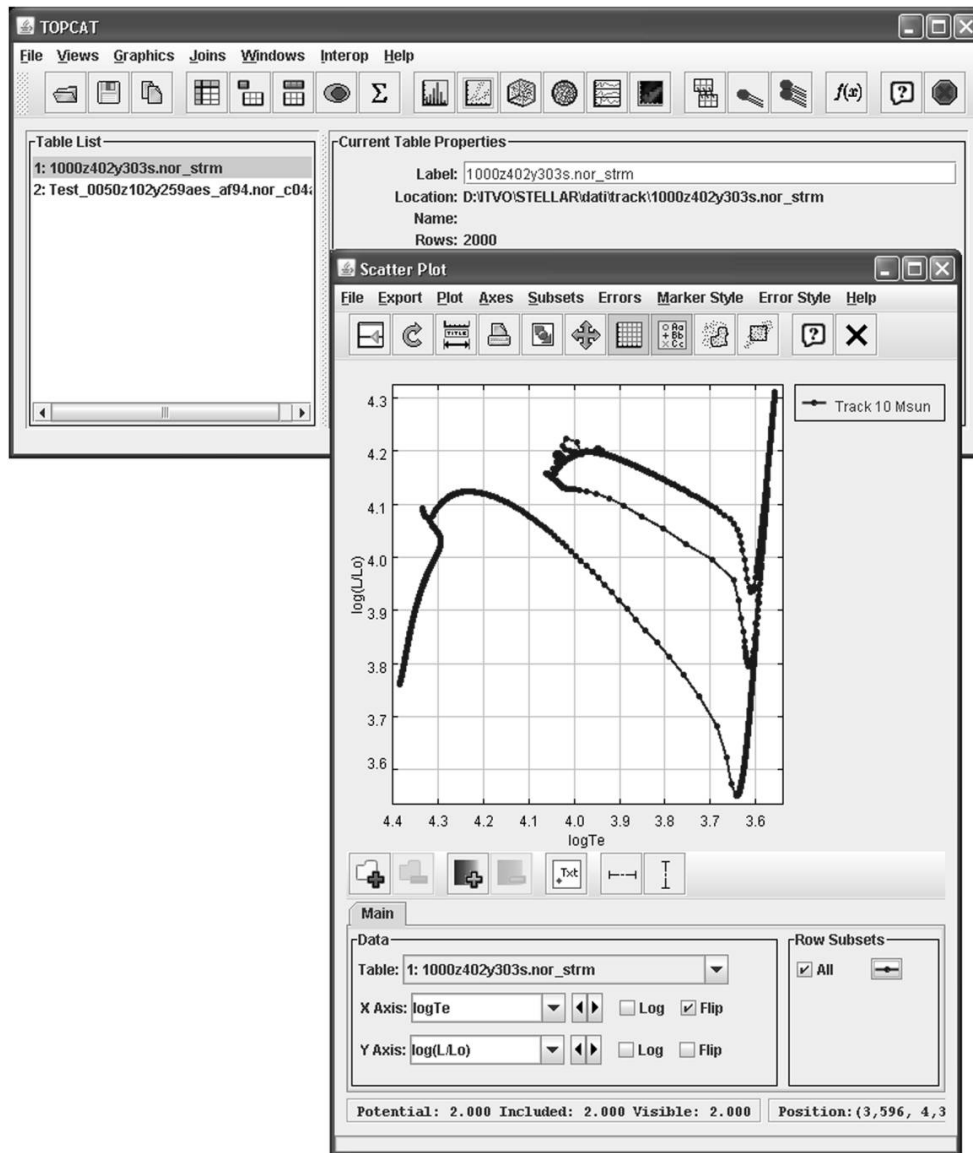 TOPCAT
File Views Graphics Joins Windows Interop Help
Σ
f(x)
?
Table List
1: 1000z402y303s.nor_strm
2: Test_0050z102y259aes_af94.nor_c04
Current Table Properties
Label: 1000z402y303s.nor_strm
Location: D:\ITVO\STELLAR\dati\track\1000z402y303s.nor_strm
Name:
Rows: 2000
Scatter Plot
File Export Plot Axes Subsets Errors Marker Style Error Style Help
TITLE
Aa
Bb
Cc
?
4.3
4.2
4.1
4.0
3.9
3.8
3.7
3.6
log(L/Lo)
4.4 4.3 4.2 4.1 4.0 3.9 3.8 3.7 3.6
logTe
Track 10 Msun
Txt
Main
Data
Table: 1: 1000z402y303s.nor_strm
X Axis: logTe Log Flip
Y Axis: log(L/Lo) Log Flip
Row Subsets
All
Potential: 2.000 Included: 2.000 Visible: 2.000
Position:(3,596, 4,3